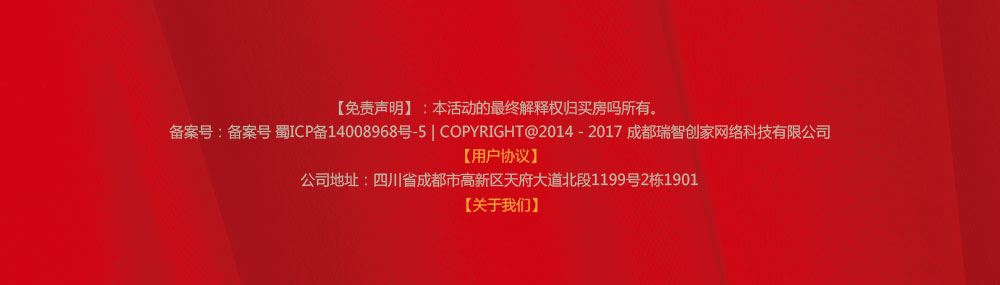 【免责声明】：本活动的最终解释权归买房吗所有。
备案号：备案号 蜀ICP备14008968号-5 | COPYRIGHT@2014 - 2017 成都瑞智创家网络科技有限公司
【用户协议】
公司地址：四川省成都市高新区天府大道北段1199号2栋1901
【关于我们】